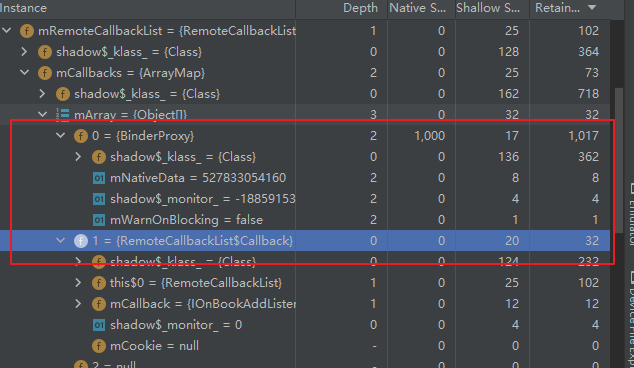 Instance Depth Native S... Shallow S... Retain...
mRemoteCallbackList = {RemoteCallbackList 1 0 25 102
shadow$_klass_ = {Class} 0 0 128 364
mCallbacks = {ArrayMap} 2 0 25 73
shadow$_klass_ = {Class} 0 0 162 718
mArray = {Object[]} 3 0 32 32
0 = {BinderProxy} 2 1,000 17 1,017
shadow$_klass_ = {Class} 0 0 136 362
mNativeData = 527833054160 2 0 8 8
shadow$_monitor_ = -18859153 2 0 4 4
mWarnOnBlocking = false 2 0 1 1
1 = {RemoteCallbackList$Callback} 0 0 20 32
shadow$_klass_ = {Class} 0 0 124 232
this$0 = {RemoteCallbackList} 1 0 25 102
mCallback = {IOnBookAddListen 1 0 12 12
shadow$_monitor_ = 0 0 0 4 4
mCookie = null - 0 0 0
2 = null - 0 0 0
Emulator
Device File Exp